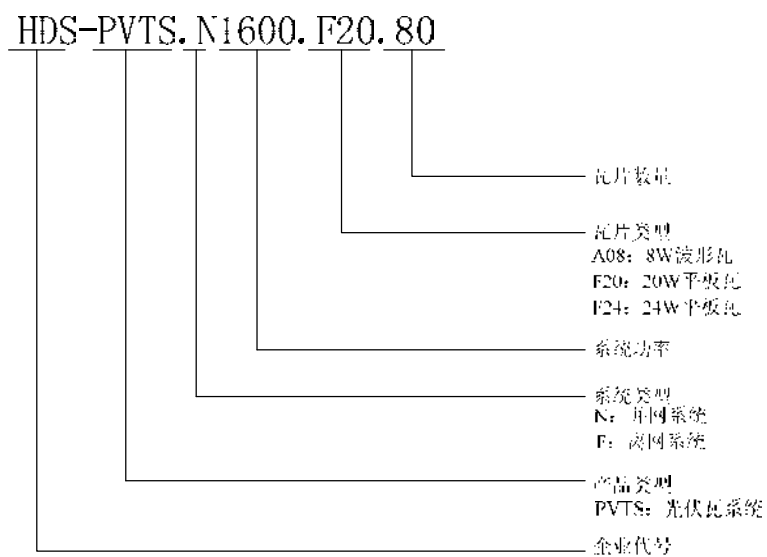 HDS-PVTS.N1600.F20.80
瓦片数量
瓦片类型
A08：8W波形瓦
F20：20W平板瓦
F24：24W平板瓦
系统功率
系统类型
N：并网系统
F：离网系统
产品类型
PVTS：光伏瓦系统
企业代号